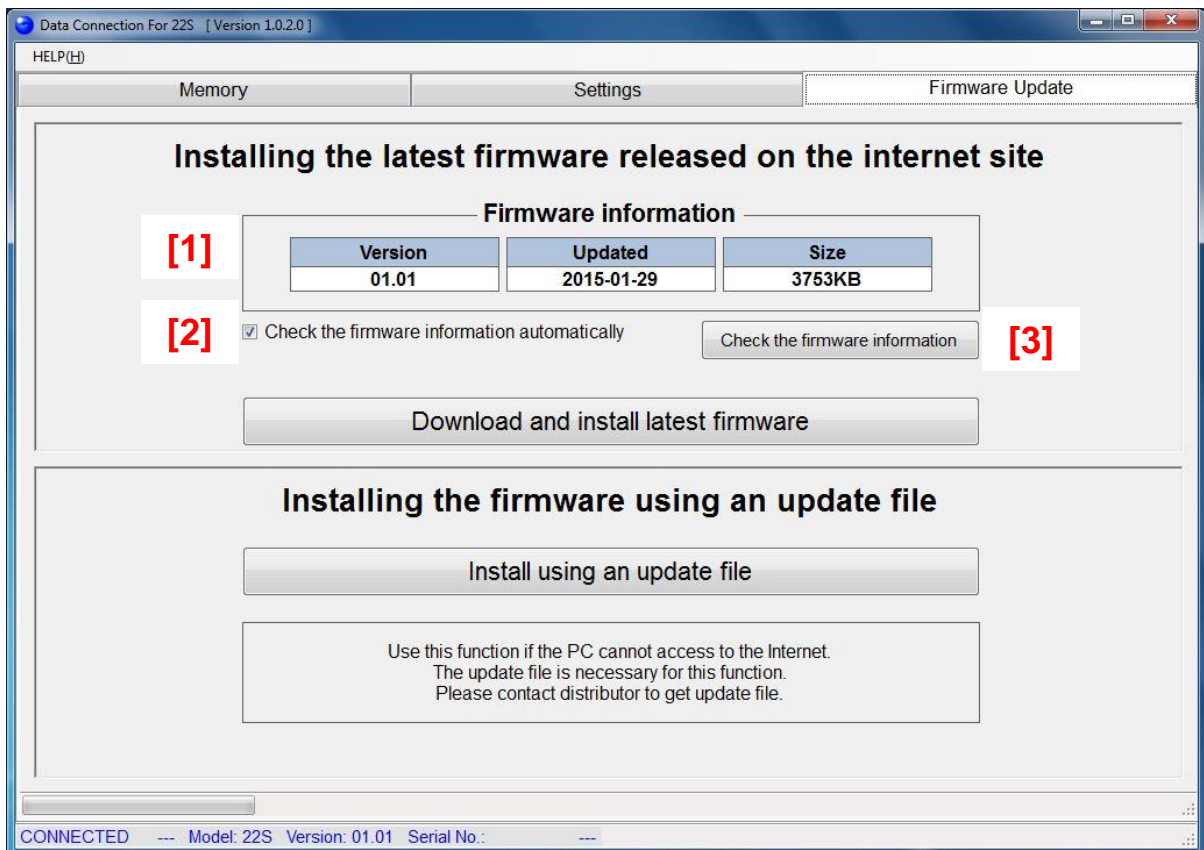 Data Connection For 22S [ Version 1.0.2.0 ]
HELP(H)
Memory Settings Firmware Update
Installing the latest firmware released on the internet site
Firmware information
[1]
Version Updated Size
01.01 2015-01-29 3753KB
[2] Check the firmware information automatically Check the firmware information [3]
Download and install latest firmware
Installing the firmware using an update file
Install using an update file
Use this function if the PC cannot access to the Internet.
The update file is necessary for this function.
Please contact distributor to get update file.
CONNECTED --- Model: 22S Version: 01.01 Serial No.: ---